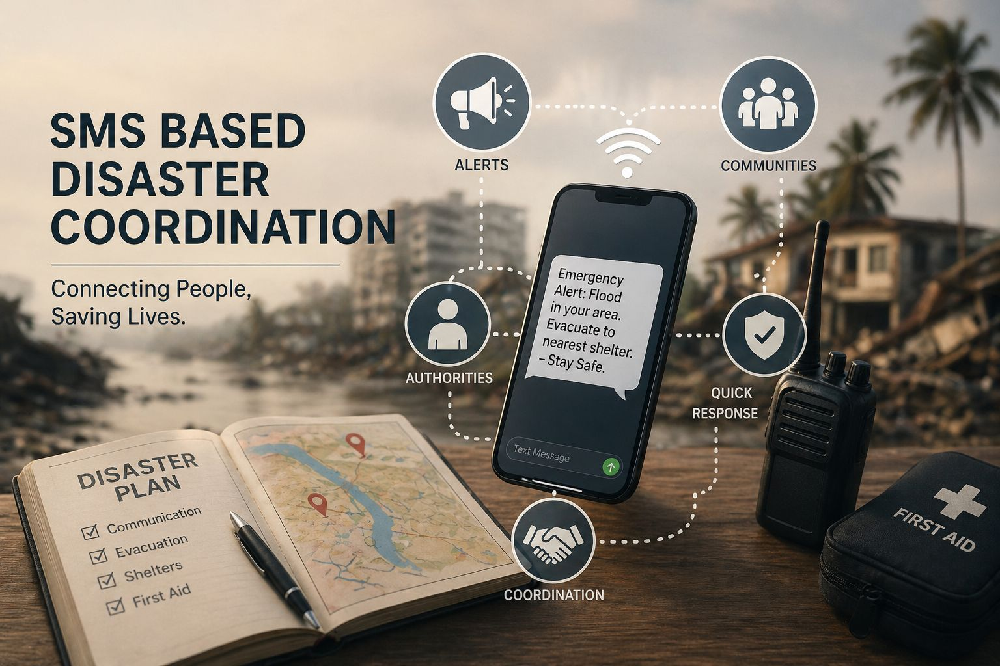 SMS BASED
DISASTER
COORDINATION
Connecting People,
Saving Lives.
ALERTS
COMMUNITIES
AUTHORITIES
QUICK
RESPONSE
COORDINATION
Emergency
Alert: Flood
in your area.
Evacuate to
nearest shelter.
– Stay Safe.
Text Message
DISASTER
PLAN
Communication
Evacuation
Shelters
First Aid
FIRST AID